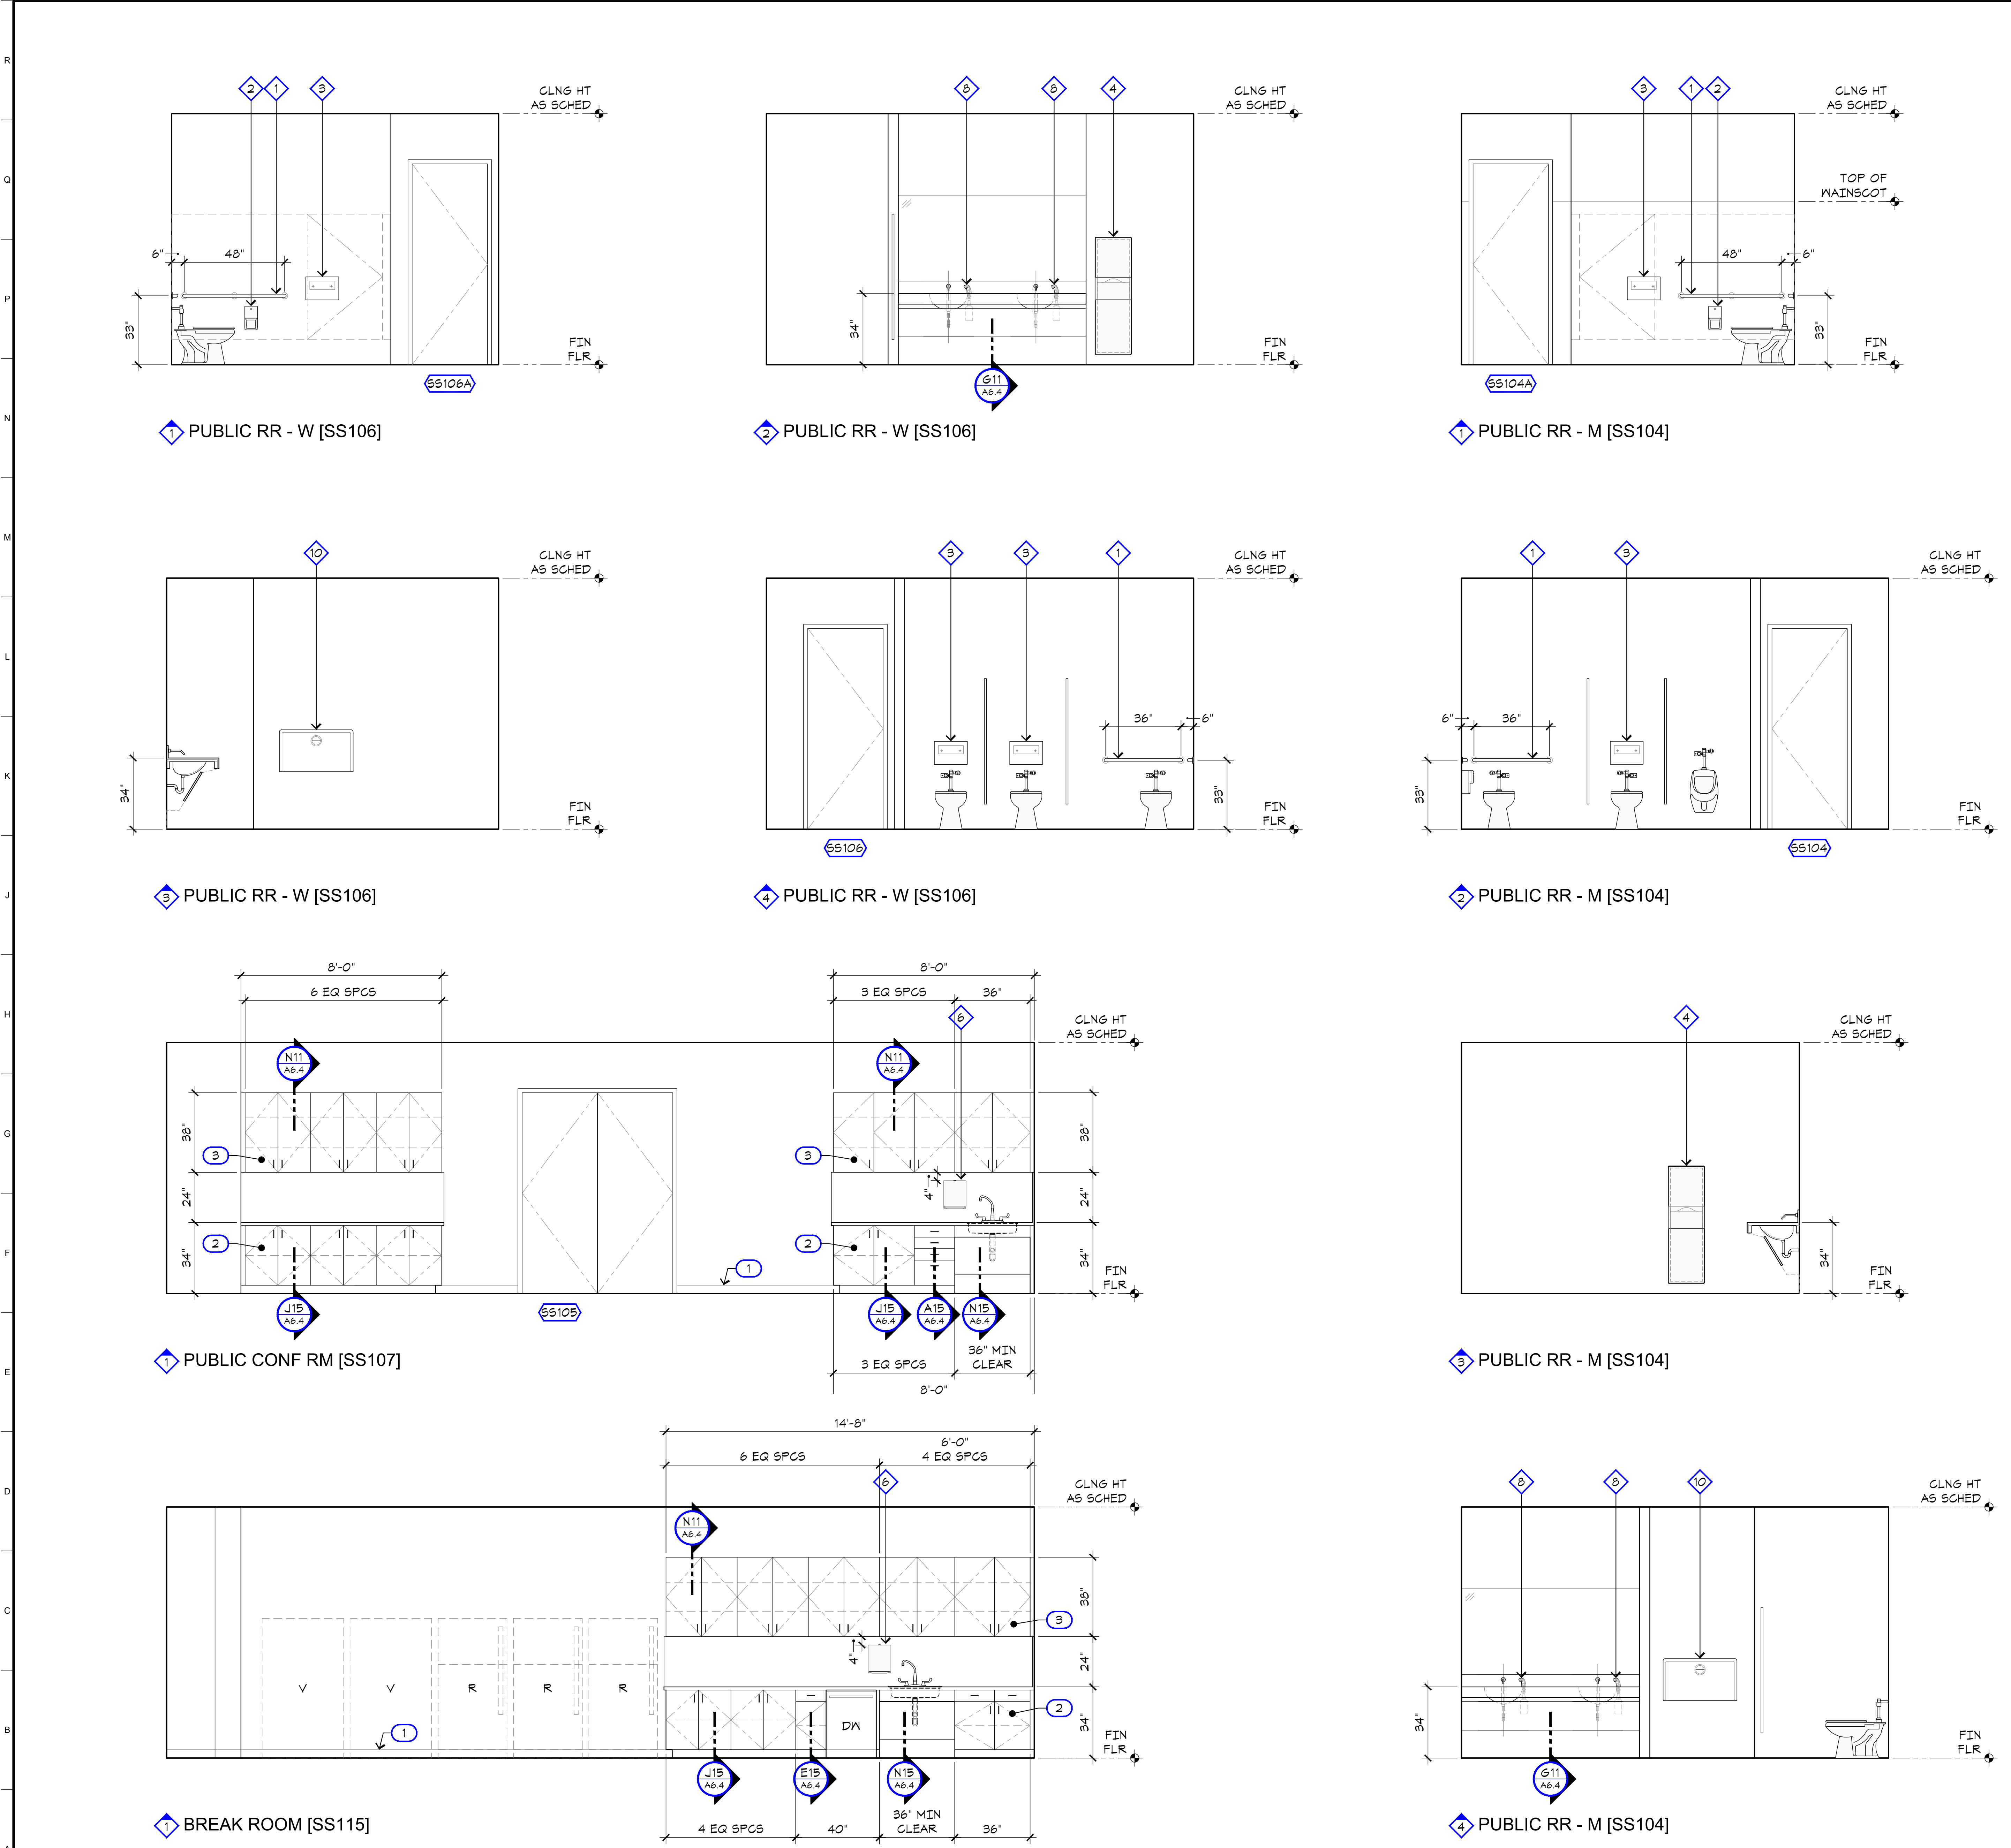 R
2
1
3
CLNG HT
AS SCHED
6"
48"
33"
FIN
FLR
SS106A
1 PUBLIC RR - W [SS106]
8
8
4
CLNG HT
AS SCHED
34"
FIN
FLR
G11
A6.4
2 PUBLIC RR - W [SS106]
3
1
2
CLNG HT
AS SCHED
TOP OF
WAINSCOT
48"
6"
33"
FIN
FLR
SS104A
1 PUBLIC RR - M [SS104]
Q
P
N
M
10
CLNG HT
AS SCHED
34"
FIN
FLR
3 PUBLIC RR - W [SS106]
3
3
1
CLNG HT
AS SCHED
36"
6"
33"
FIN
FLR
SS106
4 PUBLIC RR - W [SS106]
1
3
CLNG HT
AS SCHED
6"
36"
33"
FIN
FLR
SS104
2 PUBLIC RR - M [SS104]
L
K
J
H
8'-0"
6 EQ SPCS
8'-0"
3 EQ SPCS
36"
6
CLNG HT
AS SCHED
N11
A6.4
N11
A6.4
38"
24"
34"
3
2
3
2
4"
38"
24"
34"
1
FIN
FLR
J15
A6.4
SS105
J15
A6.4
A15
A6.4
N15
A6.4
3 EQ SPCS
36" MIN
CLEAR
8'-0"
1 PUBLIC CONF RM [SS107]
4
CLNG HT
AS SCHED
34"
FIN
FLR
3 PUBLIC RR - M [SS104]
G
F
E
D
14'-8"
6 EQ SPCS
6'-0"
4 EQ SPCS
6
CLNG HT
AS SCHED
N11
A6.4
38"
24"
34"
3
2
4"
V
V
R
R
R
DW
1
FIN
FLR
J15
A6.4
E15
A6.4
N15
A6.4
4 EQ SPCS
40"
36" MIN
CLEAR
36"
1 BREAK ROOM [SS115]
8
8
10
CLNG HT
AS SCHED
34"
FIN
FLR
G11
A6.4
4 PUBLIC RR - M [SS104]
C
B